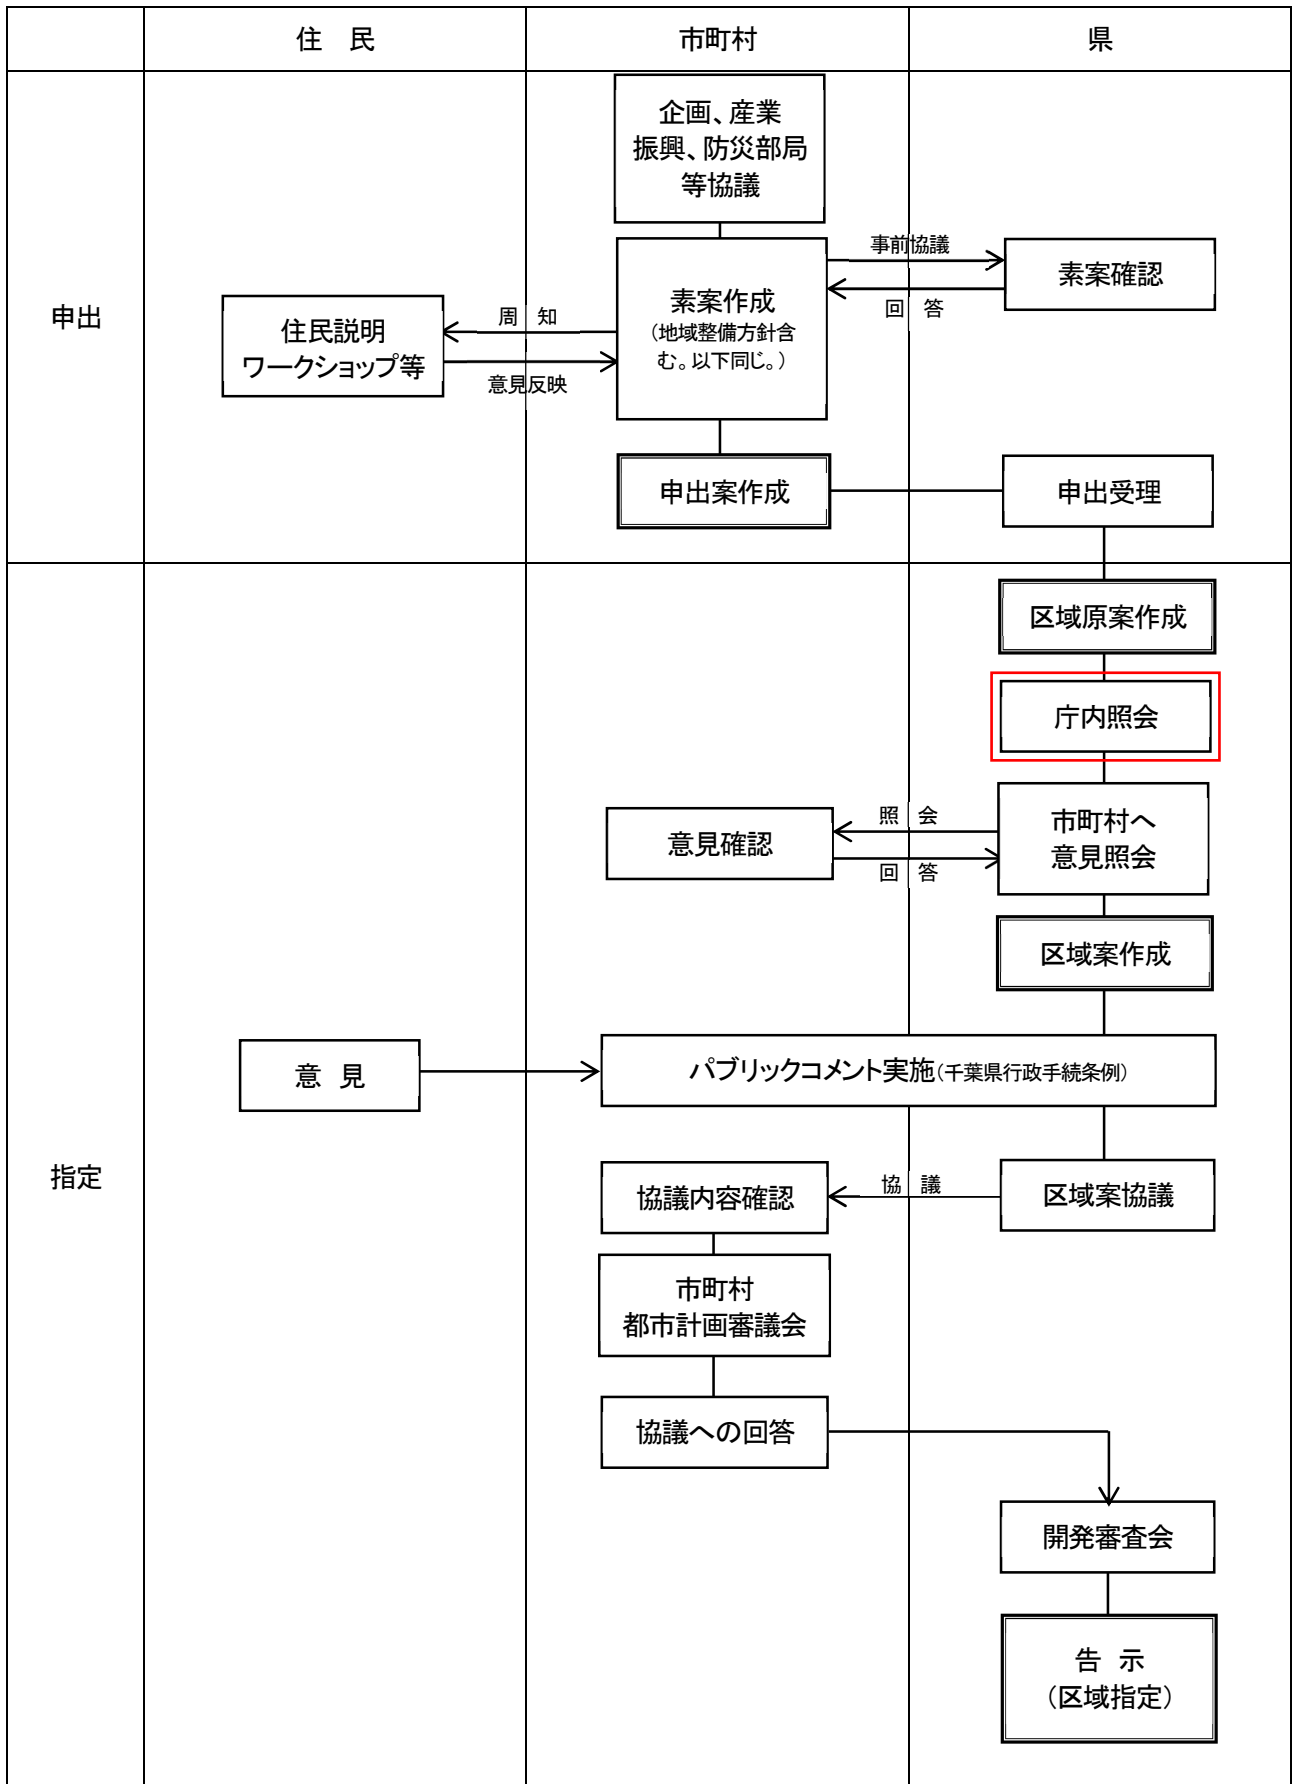 住　民
市町村
県
申出
企画、産業
振興、防災部局
等協議
素案作成
（地域整備方針含
む。以下同じ。）
事前協議
回　答
素案確認
住民説明
ワークショップ等
周　知
意見反映
申出案作成
申出受理
指定
区域原案作成
庁内照会
市町村へ
意見照会
照　会
回　答
意見確認
区域案作成
意　見
パブリックコメント実施（千葉県行政手続条例）
区域案協議
協　議
協議内容確認
市町村
都市計画審議会
協議への回答
開発審査会
告　示
（区域指定）